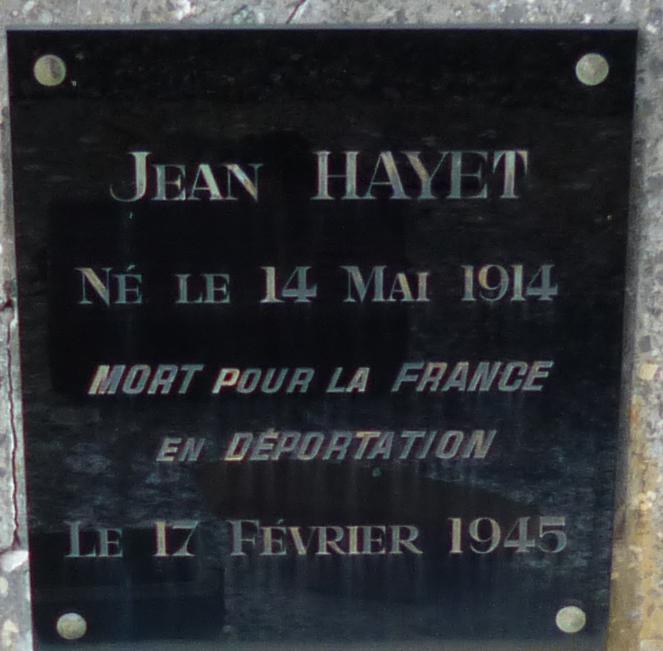 Jean HAYET
Né le 14 Mai 1914
MORT POUR LA FRANCE
EN DÉPORTATION
Le 17 Février 1945